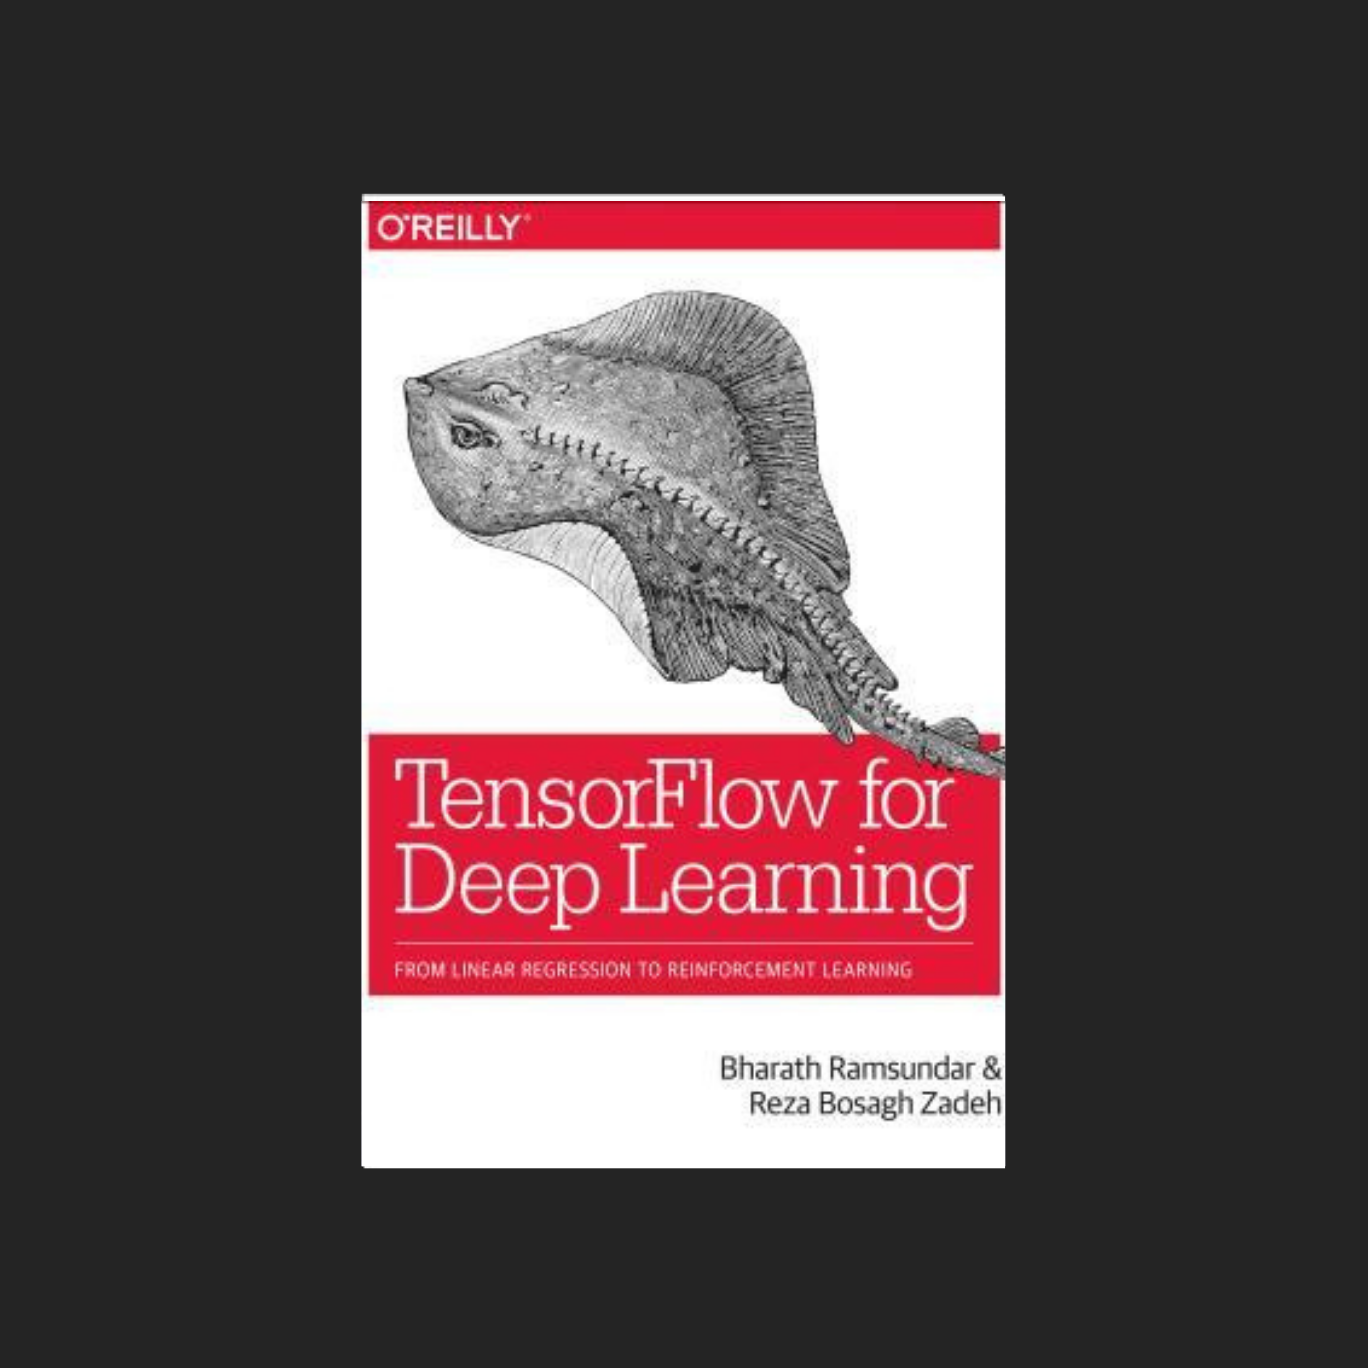 O'REILLY®
TensorFlow for
Deep Learning
FROM LINEAR REGRESSION TO REINFORCEMENT LEARNING
Bharath Ramsundar &
Reza Bosagh Zadeh